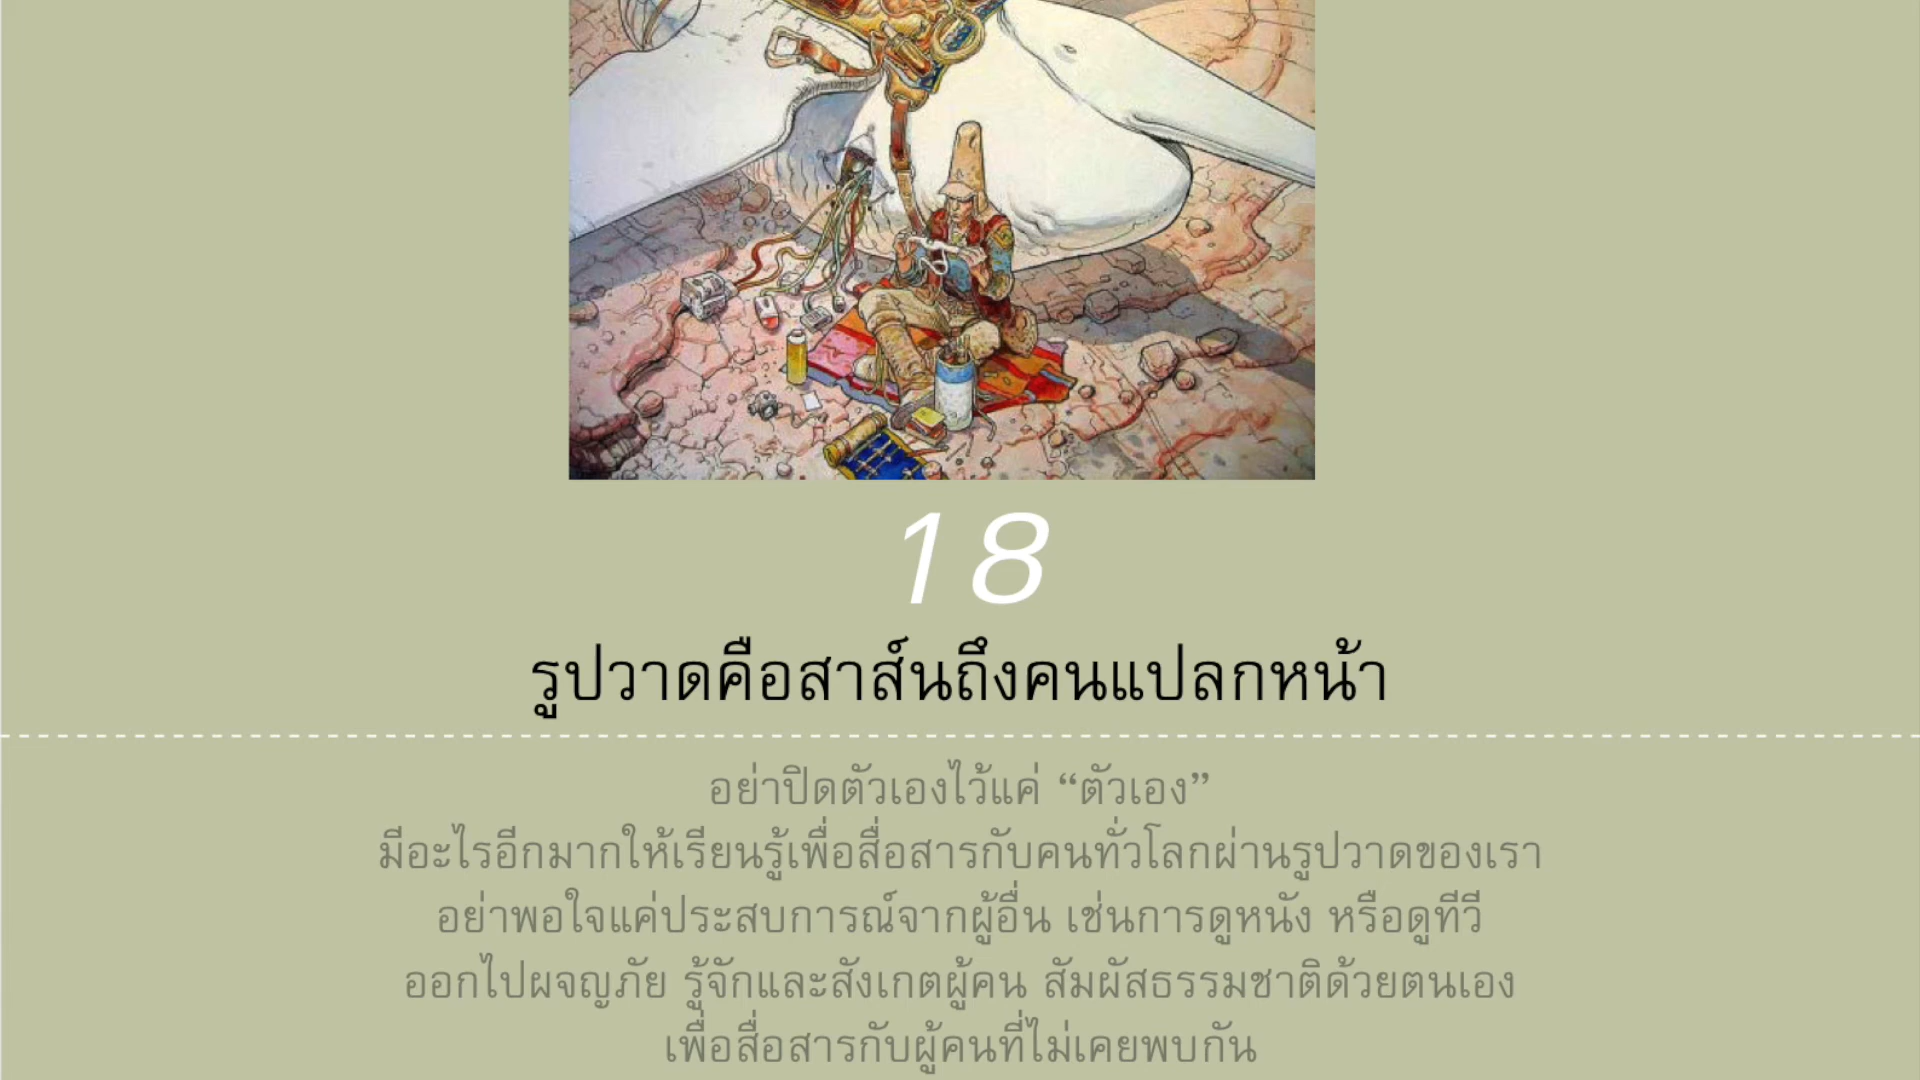 18
รูปวาดคือสาส์นถึงคนแปลกหน้า
อย่าปิดตัวเองไว้แค่ “ตัวเอง”
มีอะไรอีกมากให้เรียนรู้เพื่อสื่อสารกับคนทั่วโลกผ่านรูปวาดของเรา
อย่าพอใจแค่ประสบการณ์จากผู้อื่น เช่นการดูหนัง หรือดูทีวี
ออกไปผจญภัย รู้จักและสังเกตผู้คน สัมผัสธรรมชาติด้วยตนเอง
เพื่อสื่อสารกับผู้คนที่ไม่เคยพบกัน